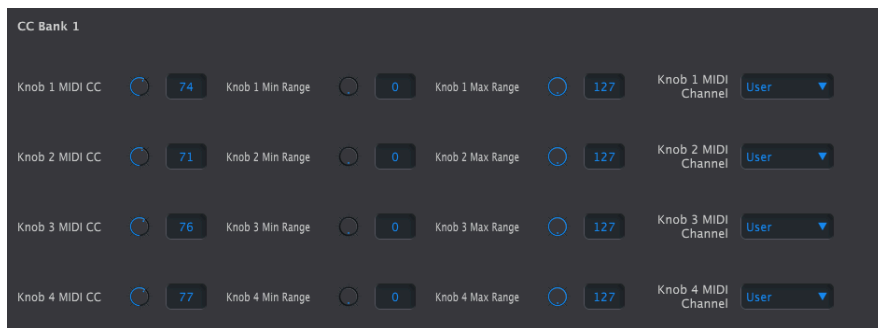 CC Bank 1
Knob 1 MIDI CC 74 Knob 1 Min Range 0 Knob 1 Max Range 127 Knob 1 MIDI
Channel User
Knob 2 MIDI CC 71 Knob 2 Min Range 0 Knob 2 Max Range 127 Knob 2 MIDI
Channel User
Knob 3 MIDI CC 76 Knob 3 Min Range 0 Knob 3 Max Range 127 Knob 3 MIDI
Channel User
Knob 4 MIDI CC 77 Knob 4 Min Range 0 Knob 4 Max Range 127 Knob 4 MIDI
Channel User